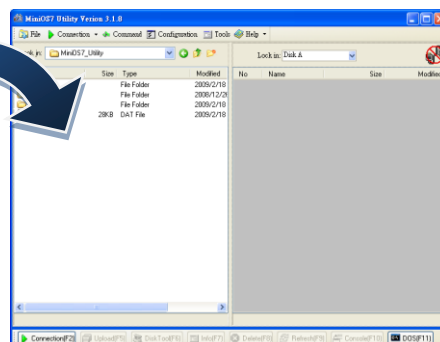 MiniOS7 Utility Verion 3.1.0
File Connection Command Configuration Tools Help
k in: MiniOS7_Utility Lock in: Disk A
Size Type Modified No Name Size Modified
File Folder 2009/2/18
File Folder 2008/12/2
File Folder 2009/2/18
28KB DAT File 2009/2/18
Connection(F2) Upload(F5) DiskTool(F6) Info(F7) Delete(F8) Refresh(F9) Console(F10) DOS(F11)